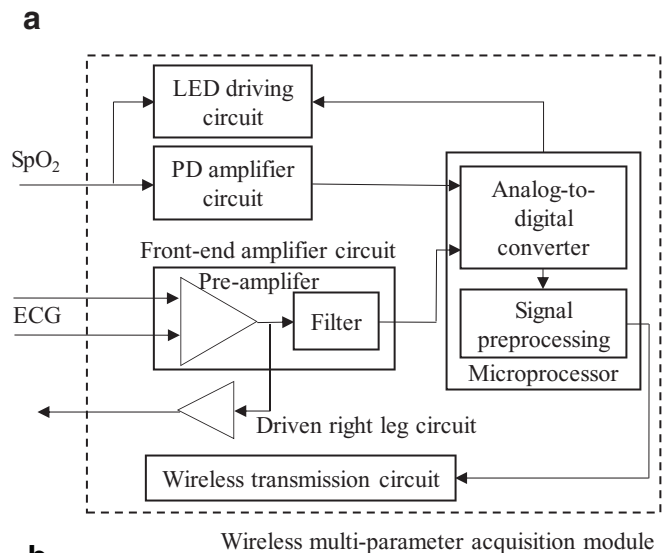 a
LED driving
circuit
SpO₂
PD amplifier
circuit
Analog-to-
digital
converter
Front-end amplifier circuit
Pre-amplifer
ECG
Filter
Signal
preprocessing
Microprocessor
Driven right leg circuit
Wireless transmission circuit
Wireless multi-parameter acquisition module
b